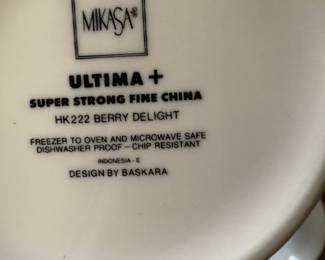 MIKASA®
ULTIMA +
SUPER STRONG FINE CHINA
HK222 BERRY DELIGHT
FREEZER TO OVEN AND MICROWAVE SAFE
DISHWASHER PROOF – CHIP RESISTANT
INDONESIA - E
DESIGN BY BASKARA